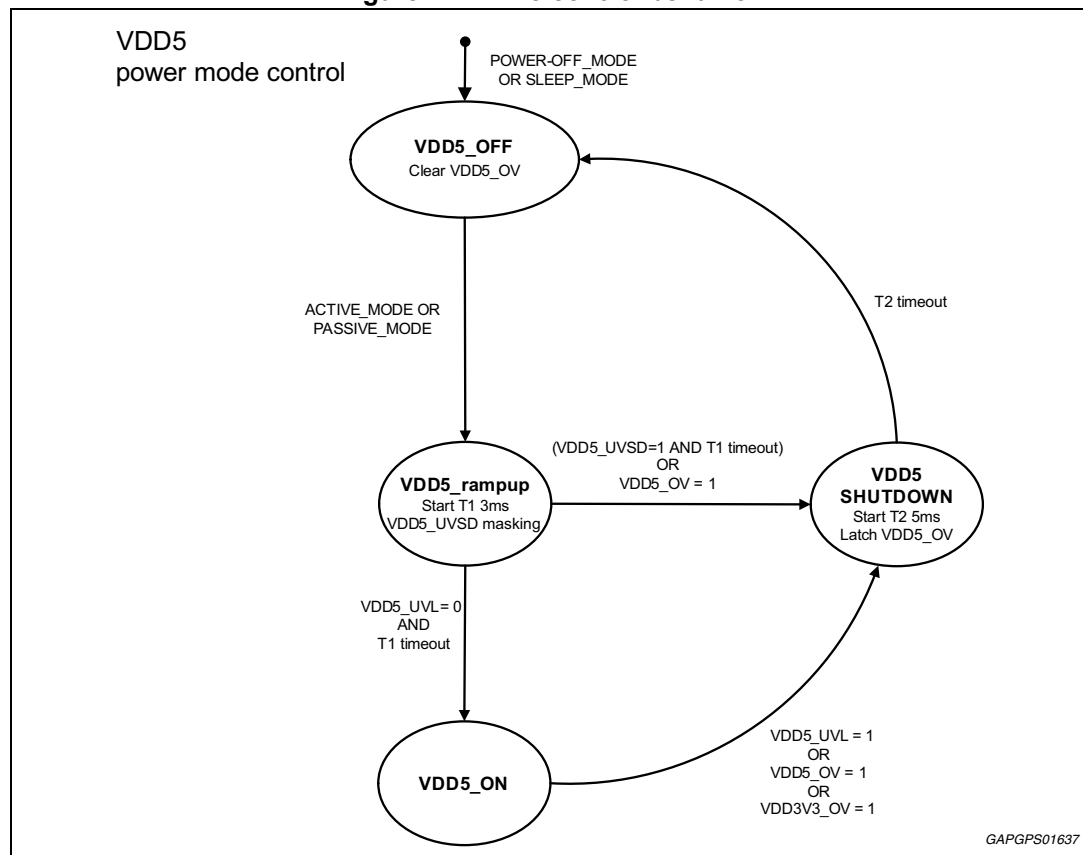 VDD5
power mode control
POWER-OFF_MODE
OR SLEEP_MODE
VDD5_OFF
Clear VDD5_OV
T2 timeout
ACTIVE_MODE OR
PASSIVE_MODE
(VDD5_UVSD=1 AND T1 timeout)
OR
VDD5_OV = 1
VDD5_rampup
Start T1 3ms
VDD5_UVSD masking
VDD5
SHUTDOWN
Start T2 5ms
Latch VDD5_OV
VDD5_UVL= 0
AND
T1 timeout
VDD5_ON
VDD5_UVL = 1
OR
VDD5_OV = 1
OR
VDD3V3_OV = 1
GAPGPS01637